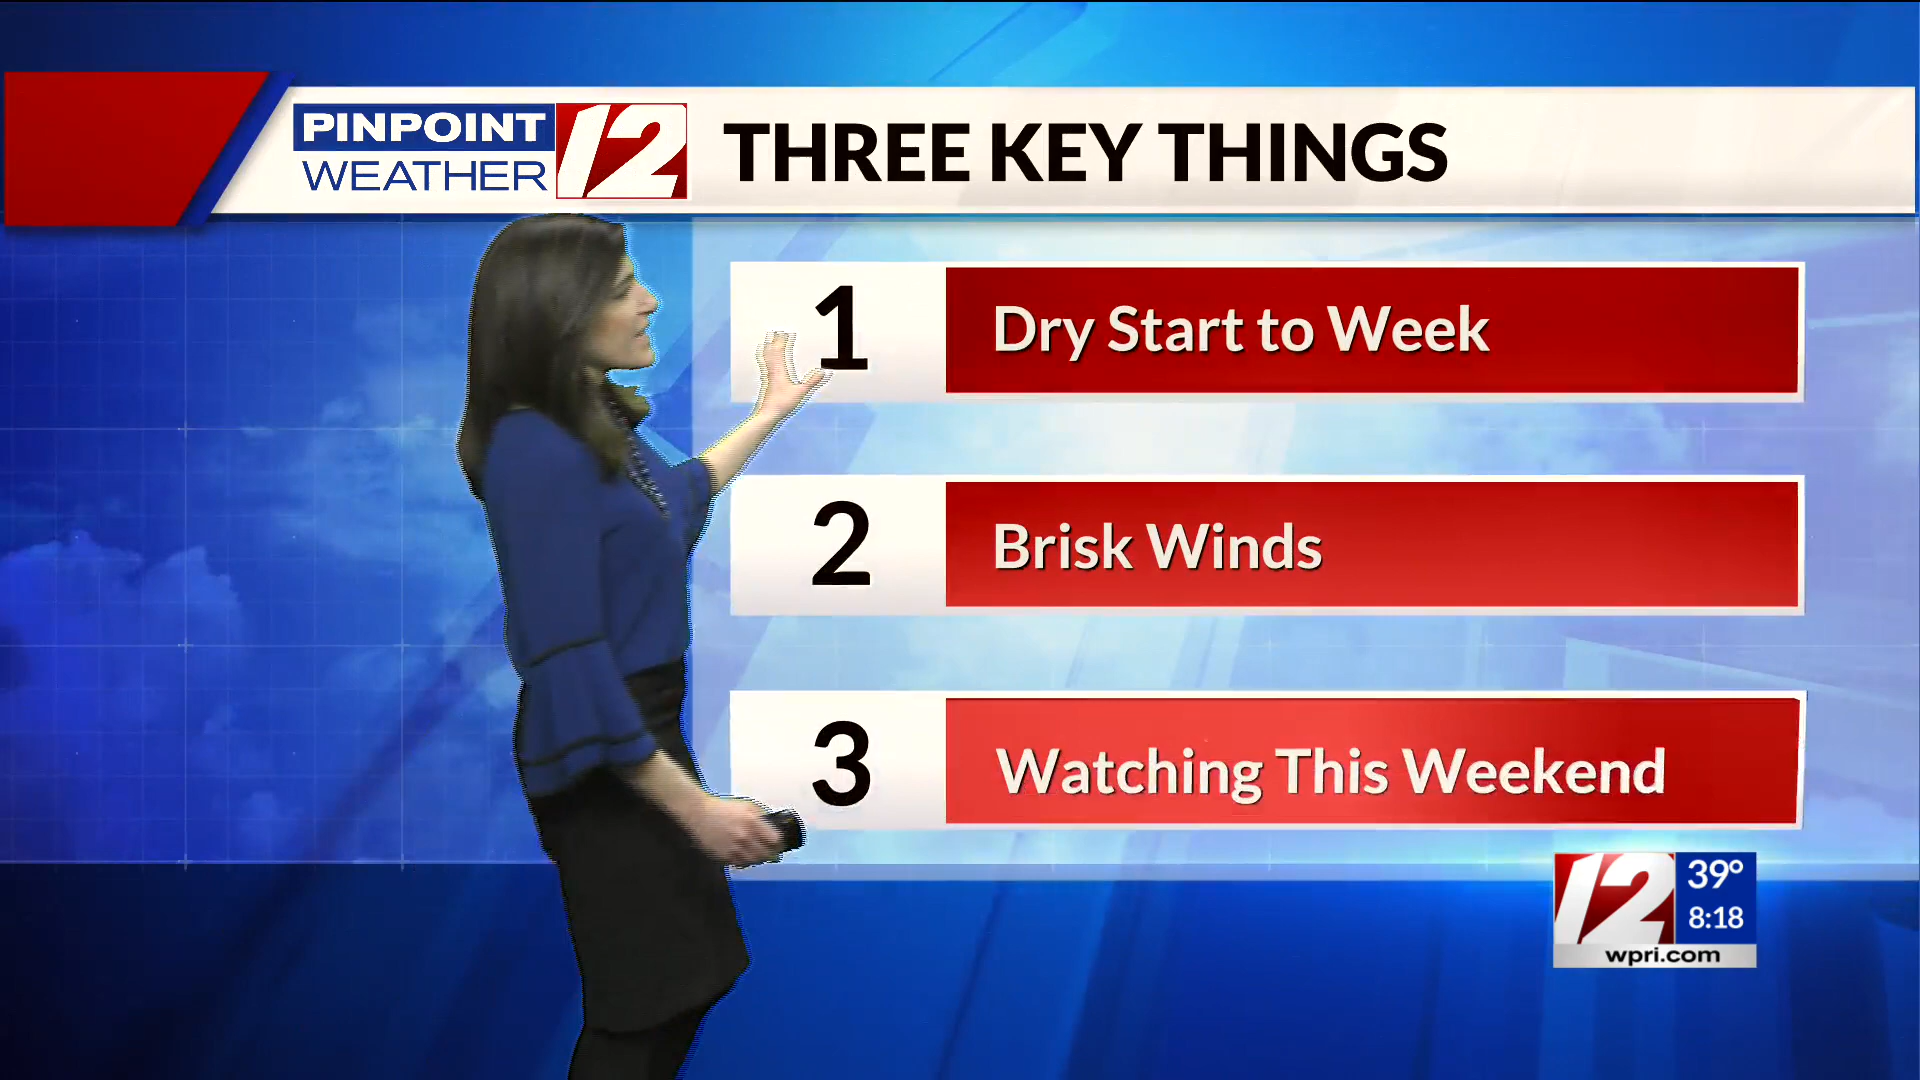 PINPOINT
WEATHER
12
THREE KEY THINGS
1
Dry Start to Week
2
Brisk Winds
3
Watching This Weekend
12
39°
8:18
wpri.com